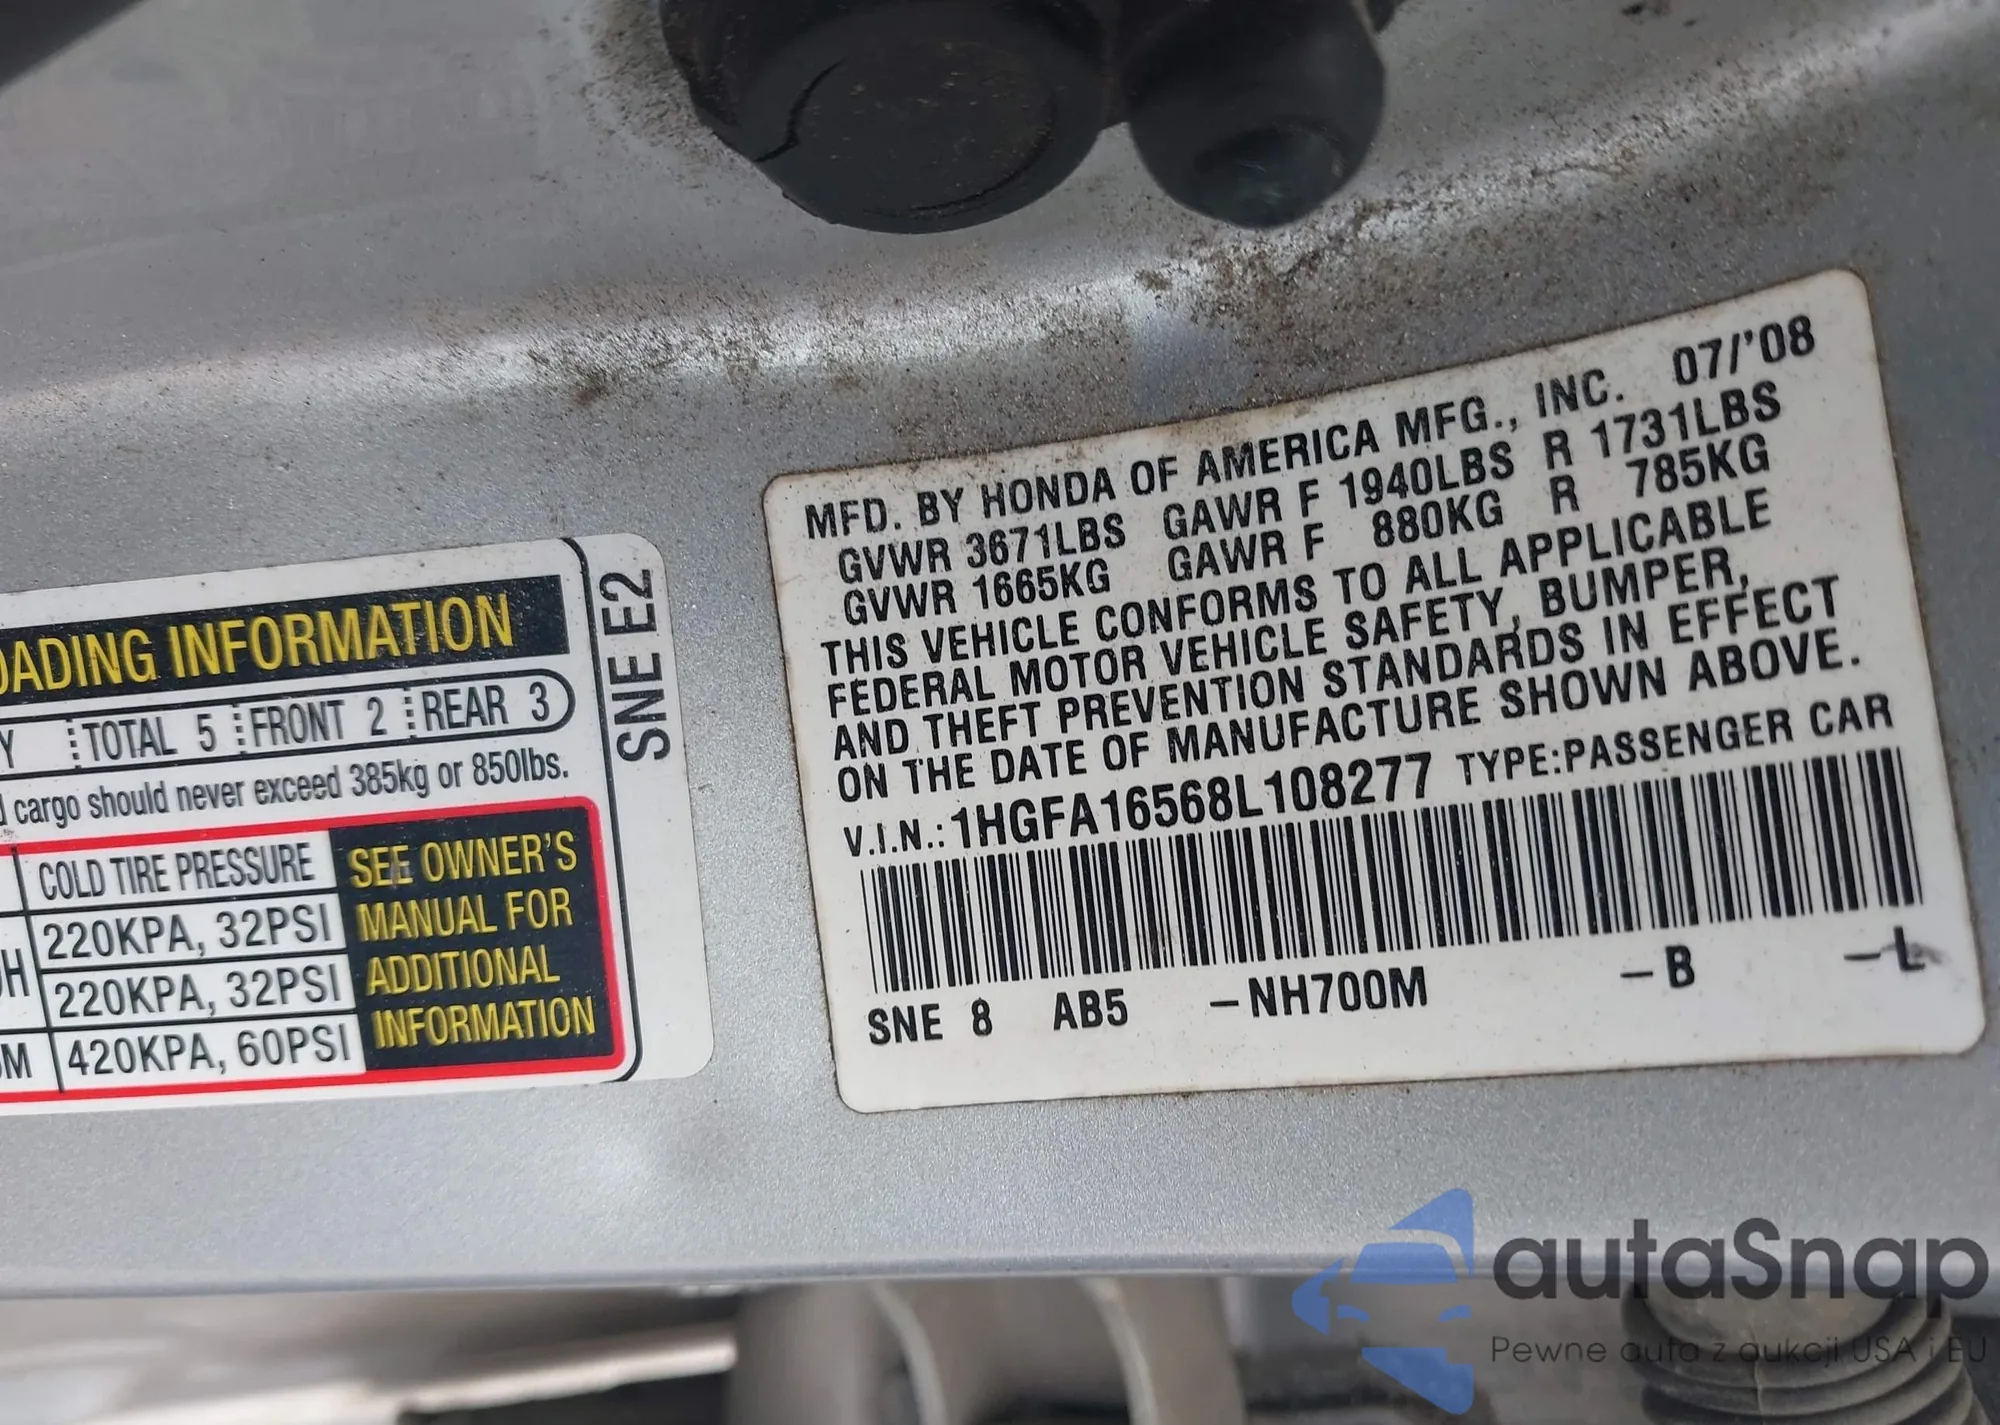 MFD. BY HONDA OF AMERICA MFG., INC. 07/'08
GVWR 3671LBS GAWR F 1940LBS R 1731LBS
GVWR 1665KG GAWR F 880KG R 785KG
THIS VEHICLE CONFORMS TO ALL APPLICABLE
FEDERAL MOTOR VEHICLE SAFETY, BUMPER,
AND THEFT PREVENTION STANDARDS IN EFFECT
ON THE DATE OF MANUFACTURE SHOWN ABOVE.
V.I.N.: 1HGFA16568L108277 TYPE:PASSENGER CAR
SNE 8 AB5 –NH700M –B –L
OADING INFORMATION
Y TOTAL 5 FRONT 2 REAR 3
d cargo should never exceed 385kg or 850lbs.
COLD TIRE PRESSURE
H 220KPA, 32PSI
220KPA, 32PSI
M 420KPA, 60PSI
SEE OWNER'S
MANUAL FOR
ADDITIONAL
INFORMATION
SNE E2
autaSnap
Pewne auta z aukcji USA i EU